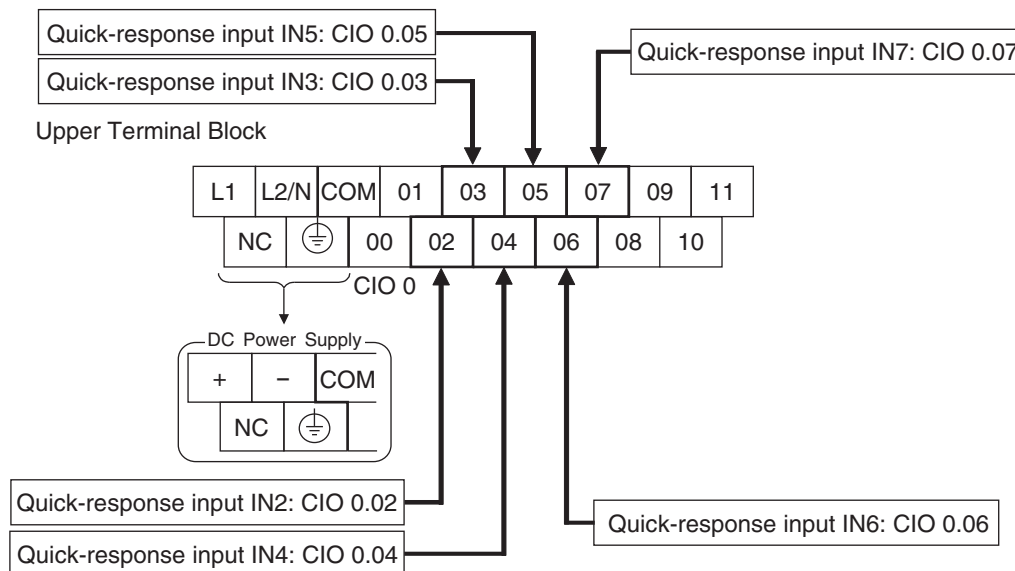 Quick-response input IN5: CIO 0.05
Quick-response input IN7: CIO 0.07
Quick-response input IN3: CIO 0.03
Upper Terminal Block
L1 L2/N COM 01 03 05 07 09 11
NC 00 02 04 06 08 10
CIO 0
DC Power Supply
+ − COM
NC
Quick-response input IN2: CIO 0.02
Quick-response input IN6: CIO 0.06
Quick-response input IN4: CIO 0.04